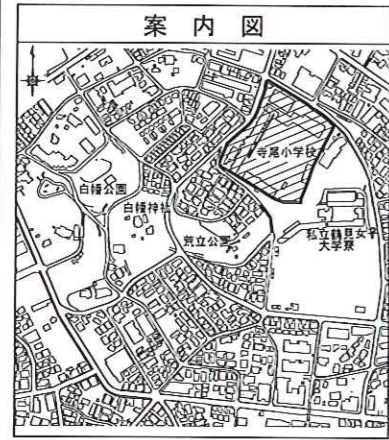 案内図
寺尾小学校
白幡公園
白幡神社
荒立公園
私立鶴見女子
大学寮